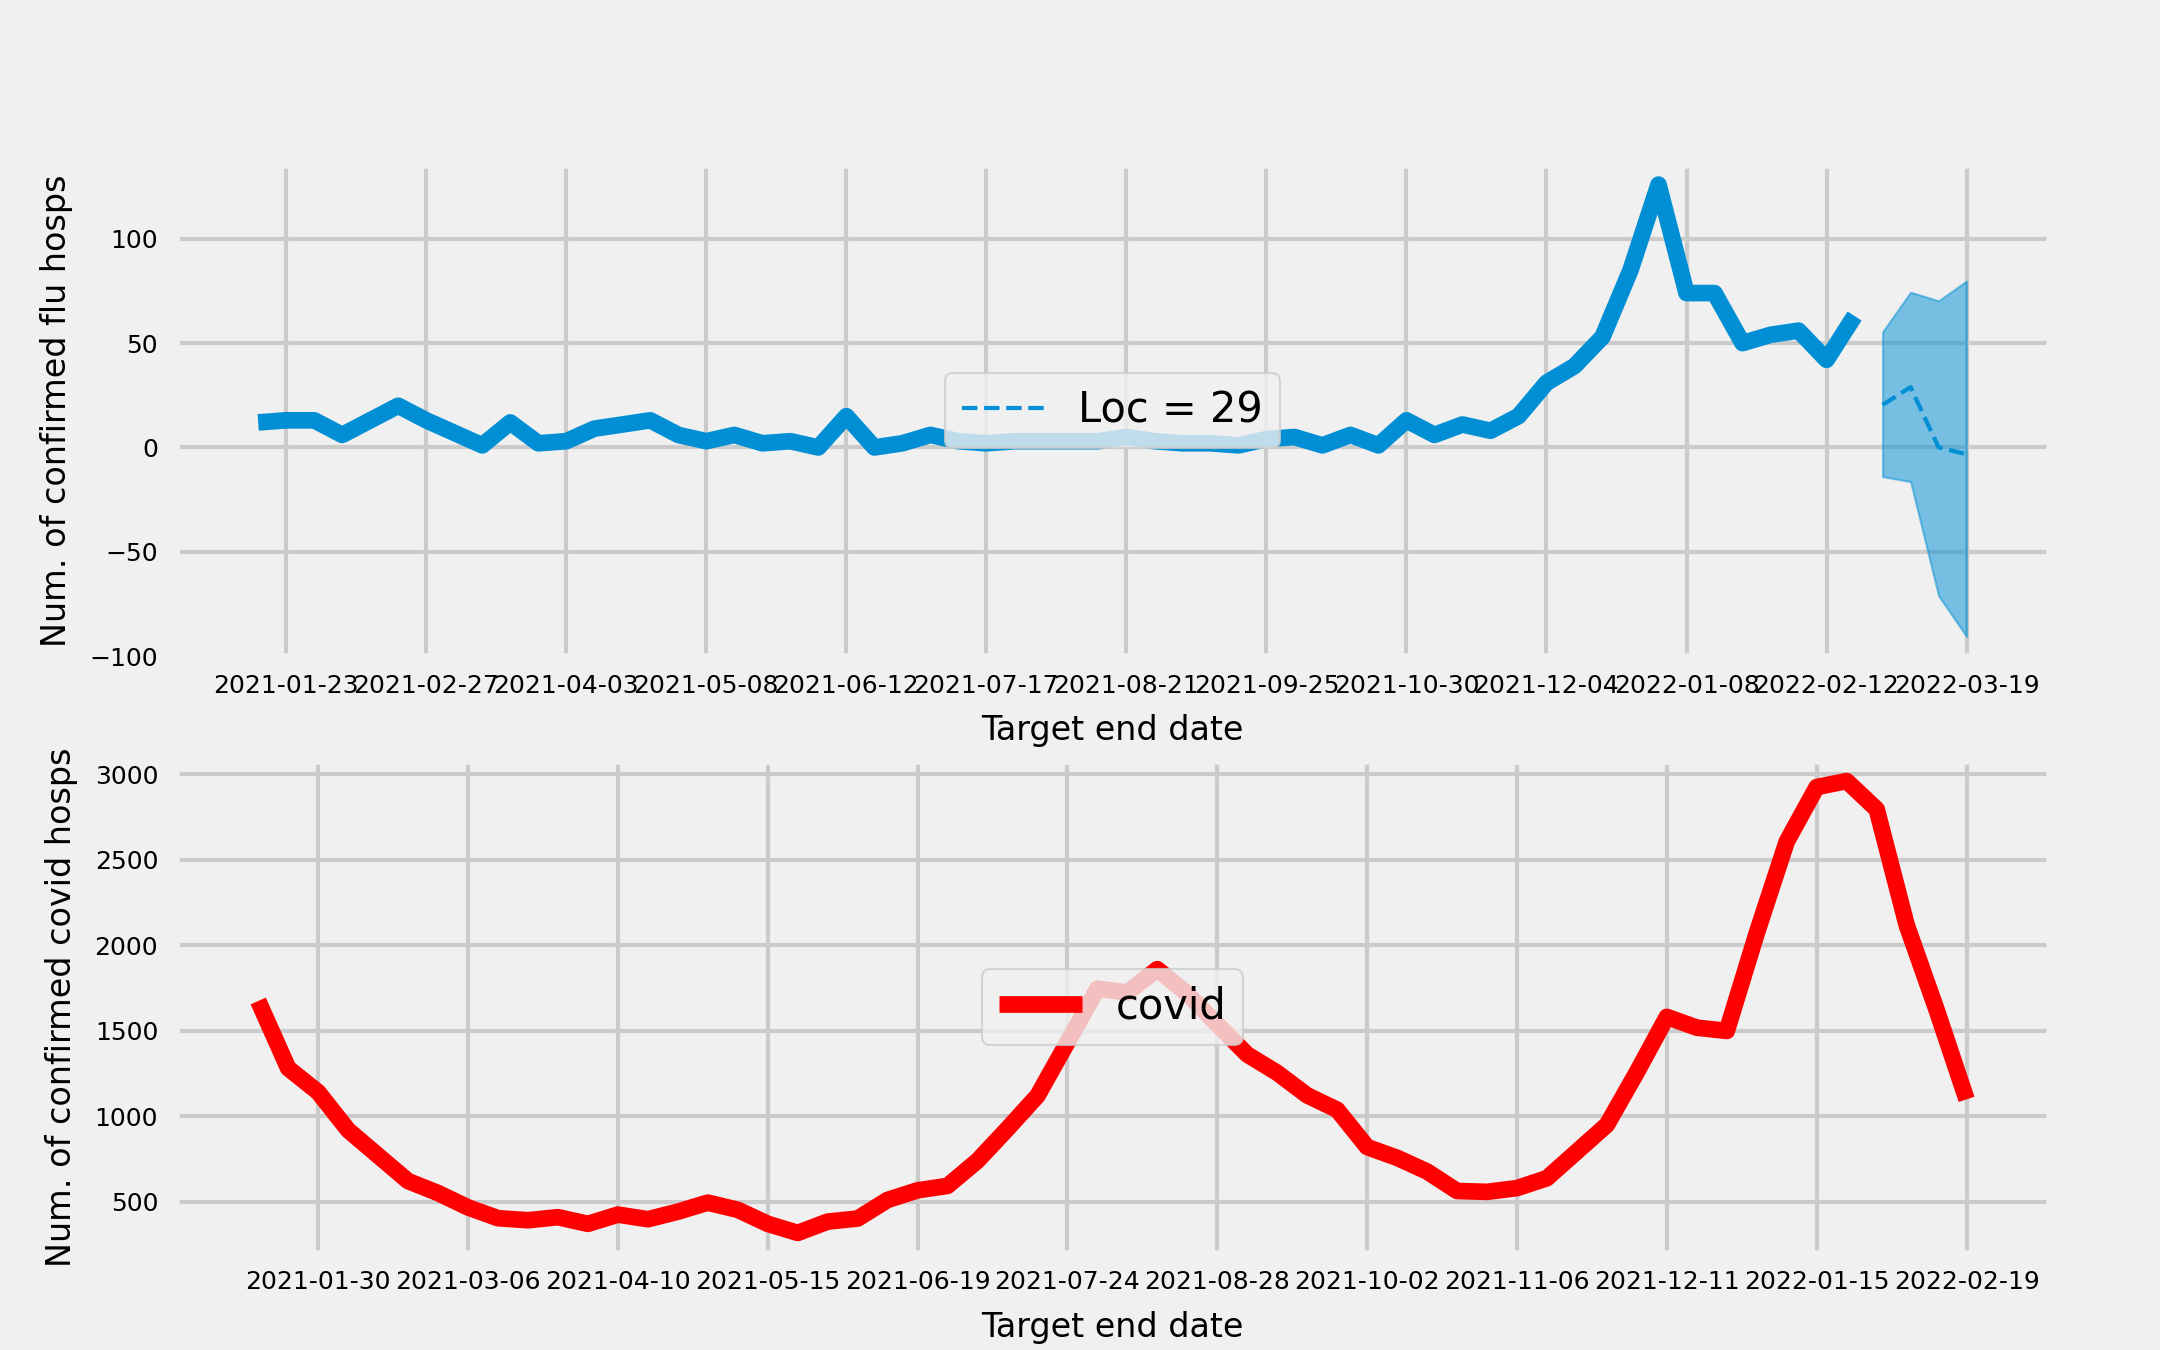 Num. of confirmed flu hosps
100
50
0
−50
−100
Loc = 29
2021-01-23 2021-02-27 2021-04-03 2021-05-08 2021-06-12 2021-07-17 2021-08-21 2021-09-25 2021-10-30 2021-12-04 2022-01-08 2022-02-12 2022-03-19
Target end date
Num. of confirmed covid hosps
3000
2500
2000
1500
1000
500
covid
2021-01-30 2021-03-06 2021-04-10 2021-05-15 2021-06-19 2021-07-24 2021-08-28 2021-10-02 2021-11-06 2021-12-11 2022-01-15 2022-02-19
Target end date